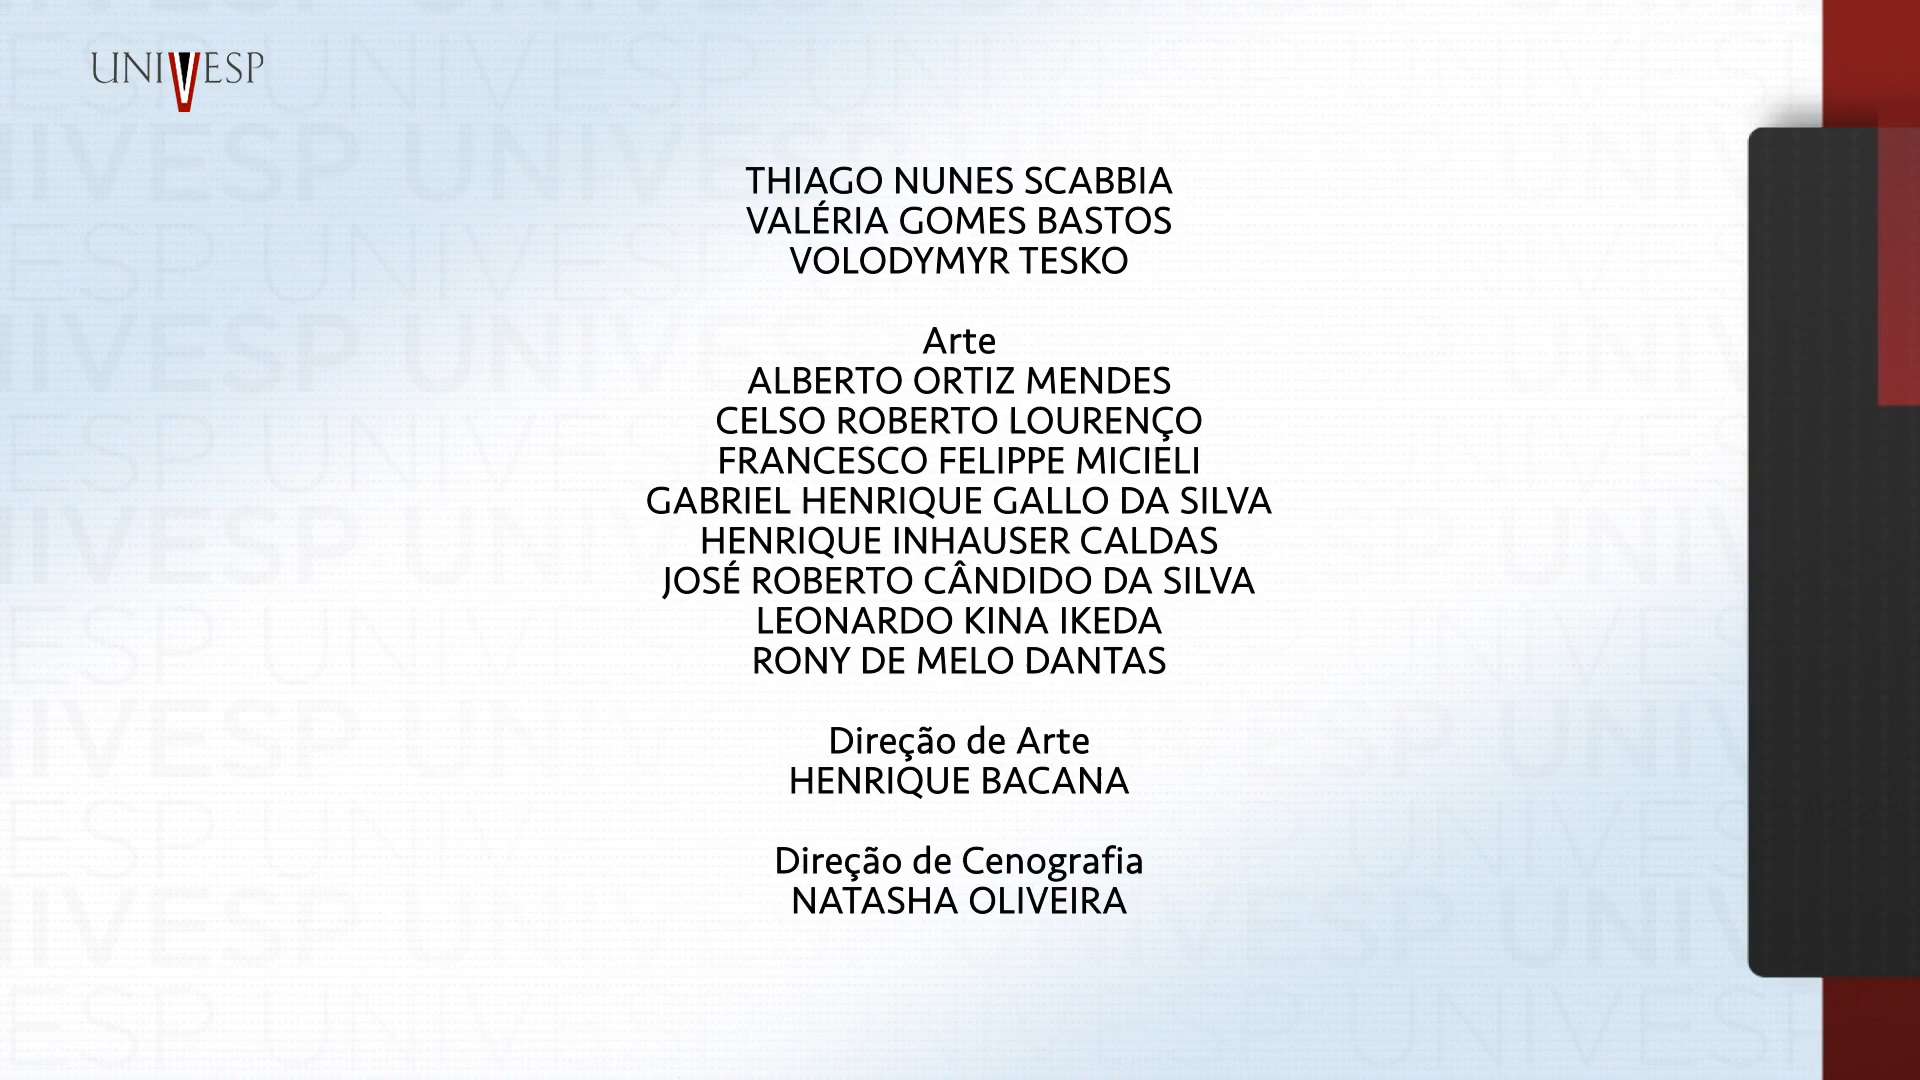 UNIVESP
THIAGO NUNES SCABBIA
VALÉRIA GOMES BASTOS
VOLODYMYR TESKO
Arte
ALBERTO ORTIZ MENDES
CELSO ROBERTO LOURENÇO
FRANCESCO FELIPPE MICIELI
GABRIEL HENRIQUE GALLO DA SILVA
HENRIQUE INHAUSER CALDAS
JOSÉ ROBERTO CÂNDIDO DA SILVA
LEONARDO KINA IKEDA
RONY DE MELO DANTAS
Direção de Arte
HENRIQUE BACANA
Direção de Cenografia
NATASHA OLIVEIRA